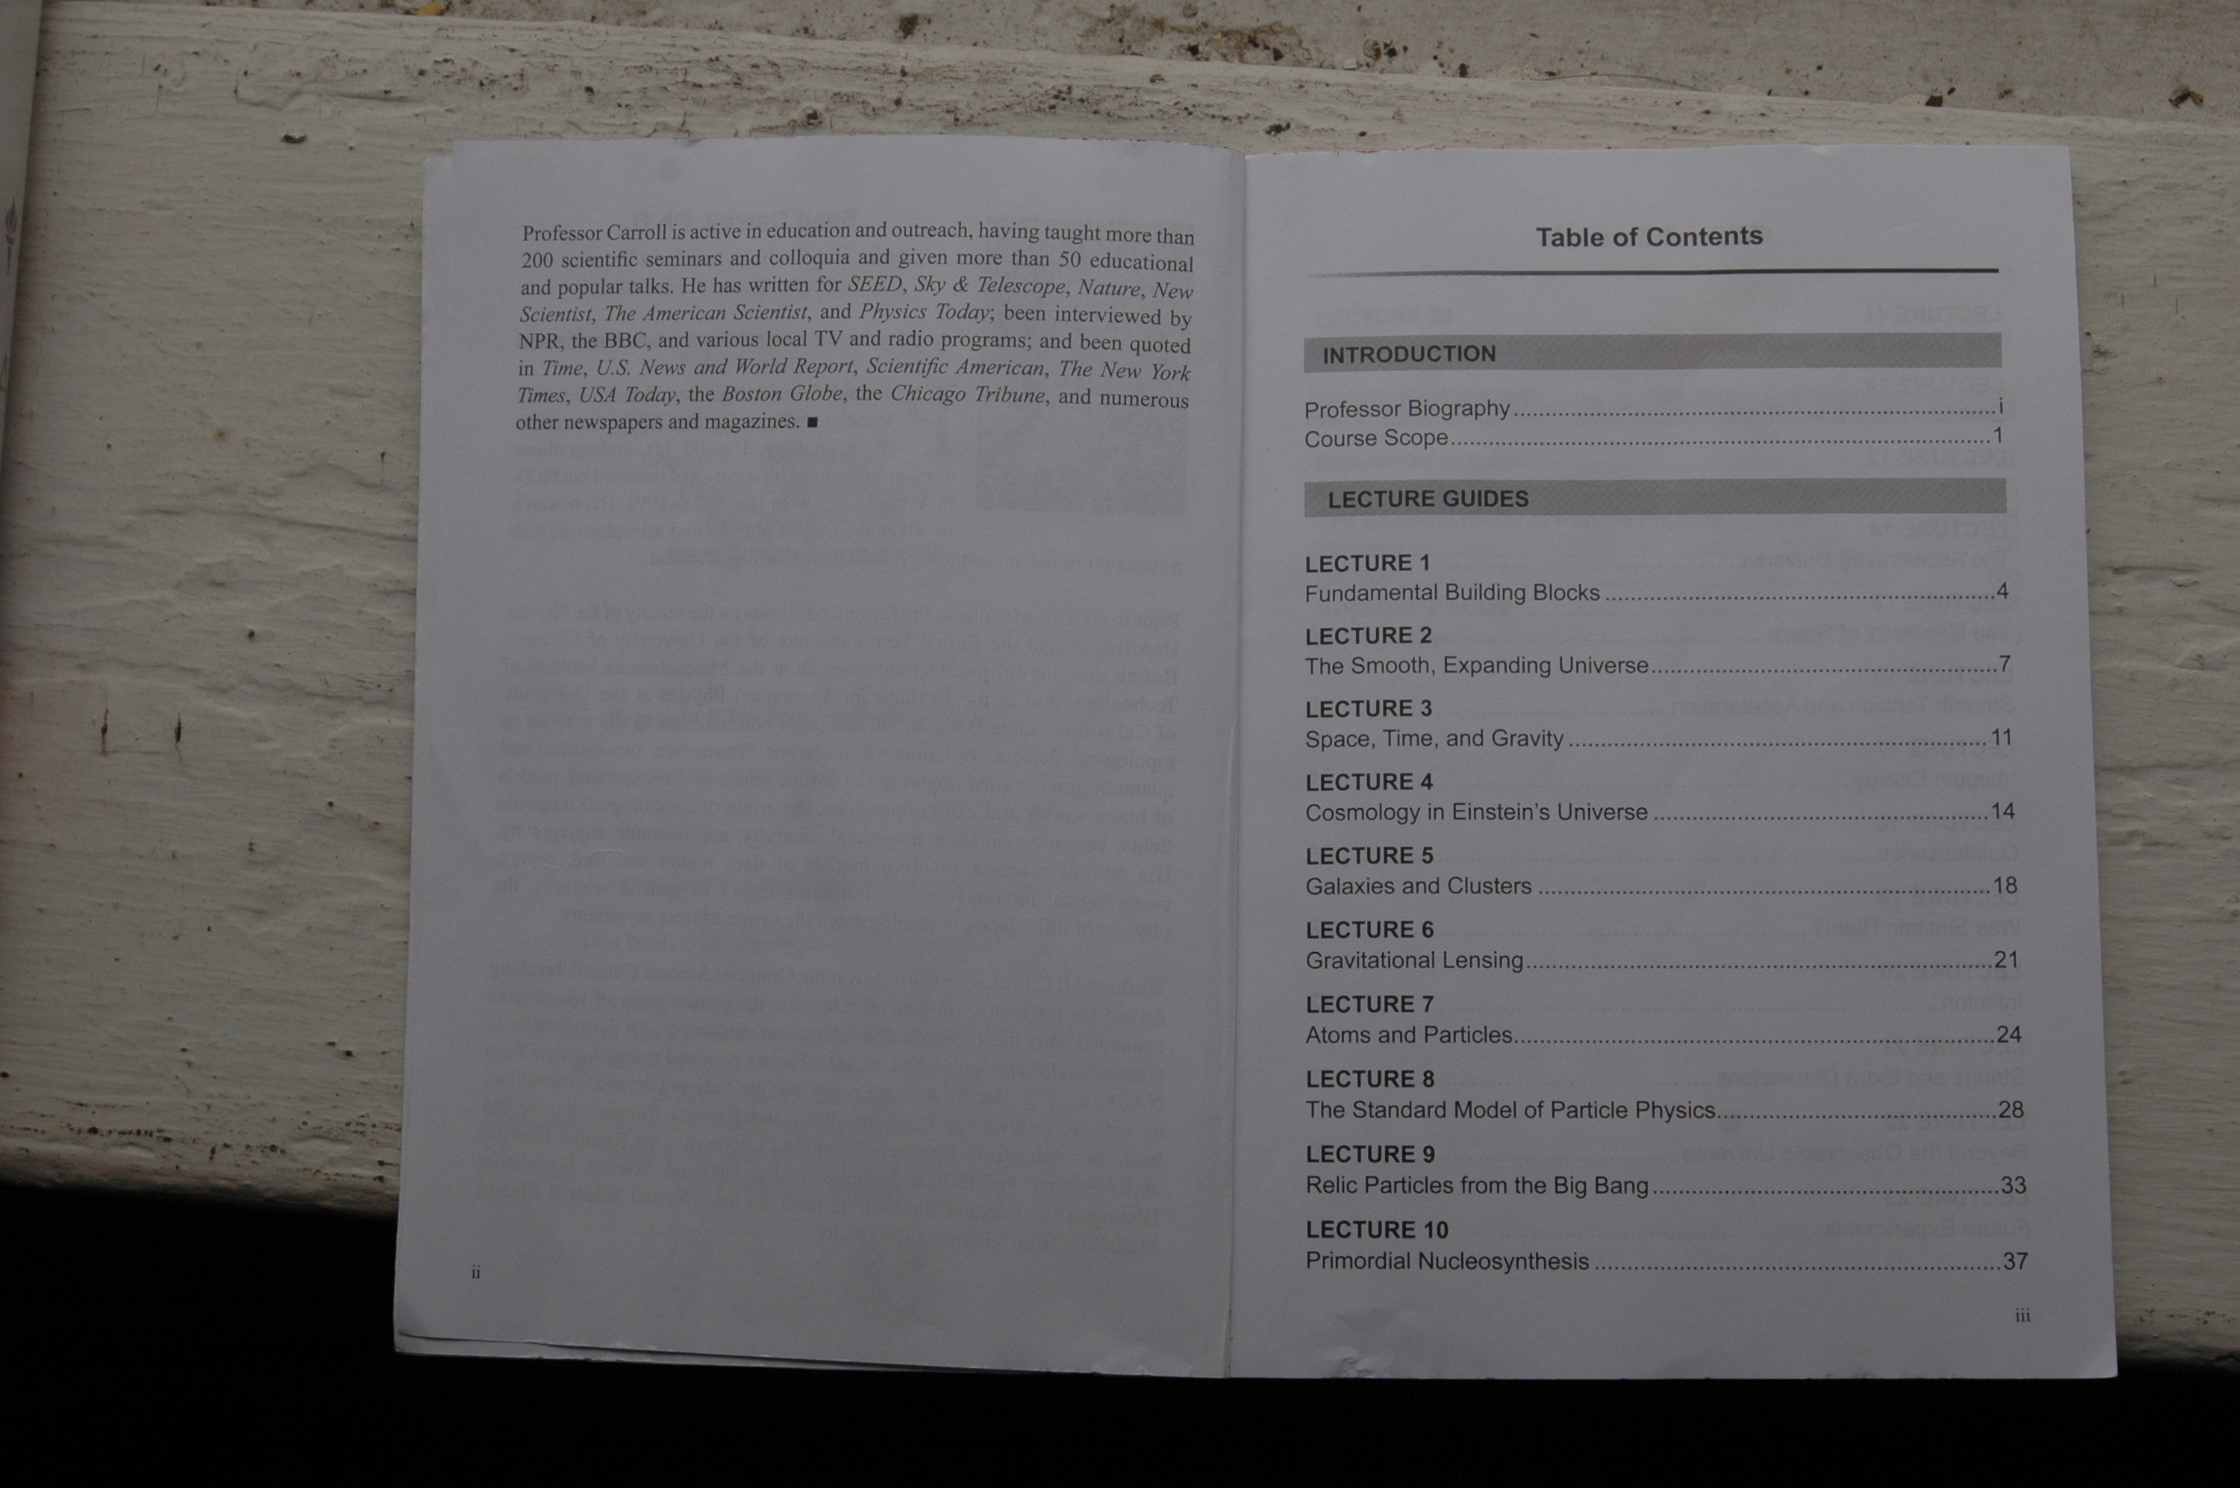 Professor Carroll is active in education and outreach, having taught more than
200 scientific seminars and colloquia and given more than 50 educational
and popular talks. He has written for SEED, Sky & Telescope, Nature, New
Scientist, The American Scientist, and Physics Today; been interviewed by
NPR, the BBC, and various local TV and radio programs; and been quoted
in Time, U.S. News and World Report, Scientific American, The New York
Times, USA Today, the Boston Globe, the Chicago Tribune, and numerous
other newspapers and magazines. ■
ii
Table of Contents
INTRODUCTION
Professor Biography.....i
Course Scope.....1
LECTURE GUIDES
LECTURE 1
Fundamental Building Blocks.....4
LECTURE 2
The Smooth, Expanding Universe.....7
LECTURE 3
Space, Time, and Gravity.....11
LECTURE 4
Cosmology in Einstein’s Universe.....14
LECTURE 5
Galaxies and Clusters.....18
LECTURE 6
Gravitational Lensing.....21
LECTURE 7
Atoms and Particles.....24
LECTURE 8
The Standard Model of Particle Physics.....28
LECTURE 9
Relic Particles from the Big Bang.....33
LECTURE 10
Primordial Nucleosynthesis.....37
iii